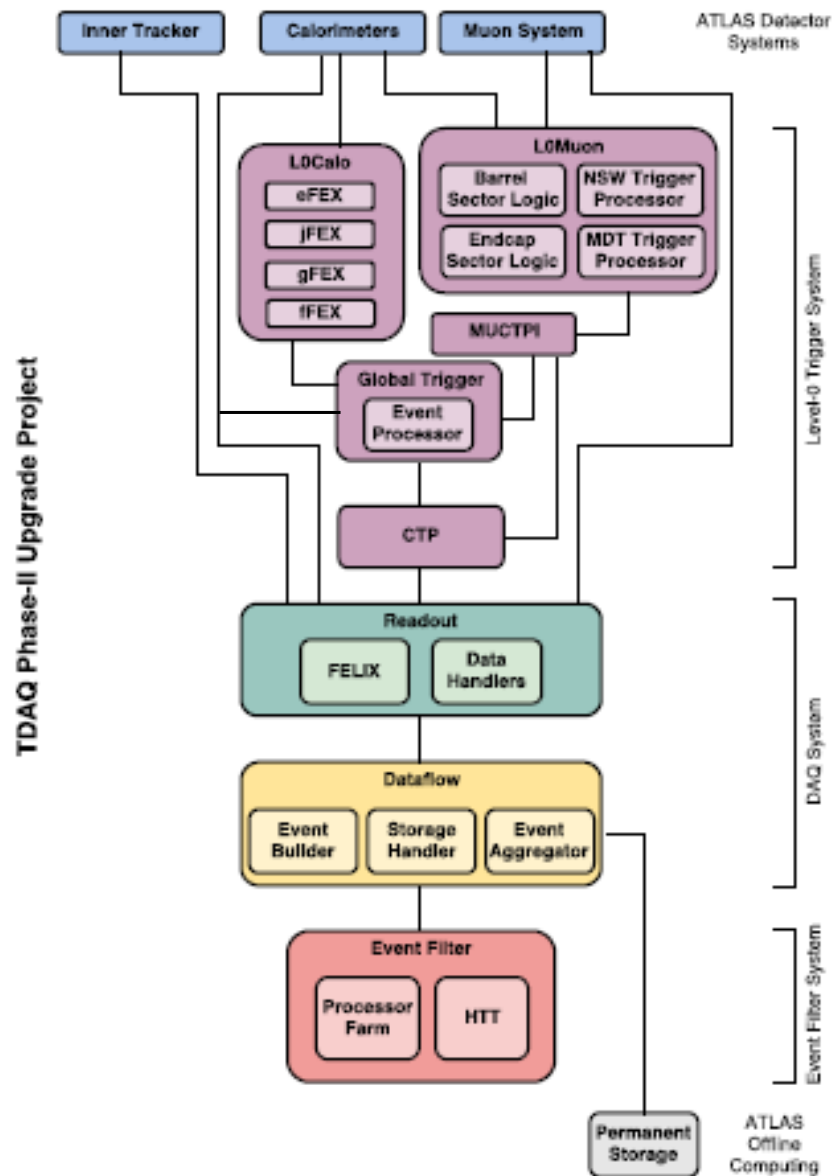 Inner Tracker
Calorimeters
Muon System
ATLAS Detector
Systems
L0Calo
eFEX
jFEX
gFEX
fFEX
L0Muon
Barrel
Sector Logic
NSW Trigger
Processor
Endcap
Sector Logic
MDT Trigger
Processor
MUCTPI
Global Trigger
Event
Processor
CTP
Level-0 Trigger System
TDAQ Phase-II Upgrade Project
Readout
FELIX
Data
Handlers
Dataflow
Event
Builder
Storage
Handler
Event
Aggregator
DAQ System
Event Filter
Processor
Farm
HTT
Event Filter System
Permanent
Storage
ATLAS
Offline
Computing